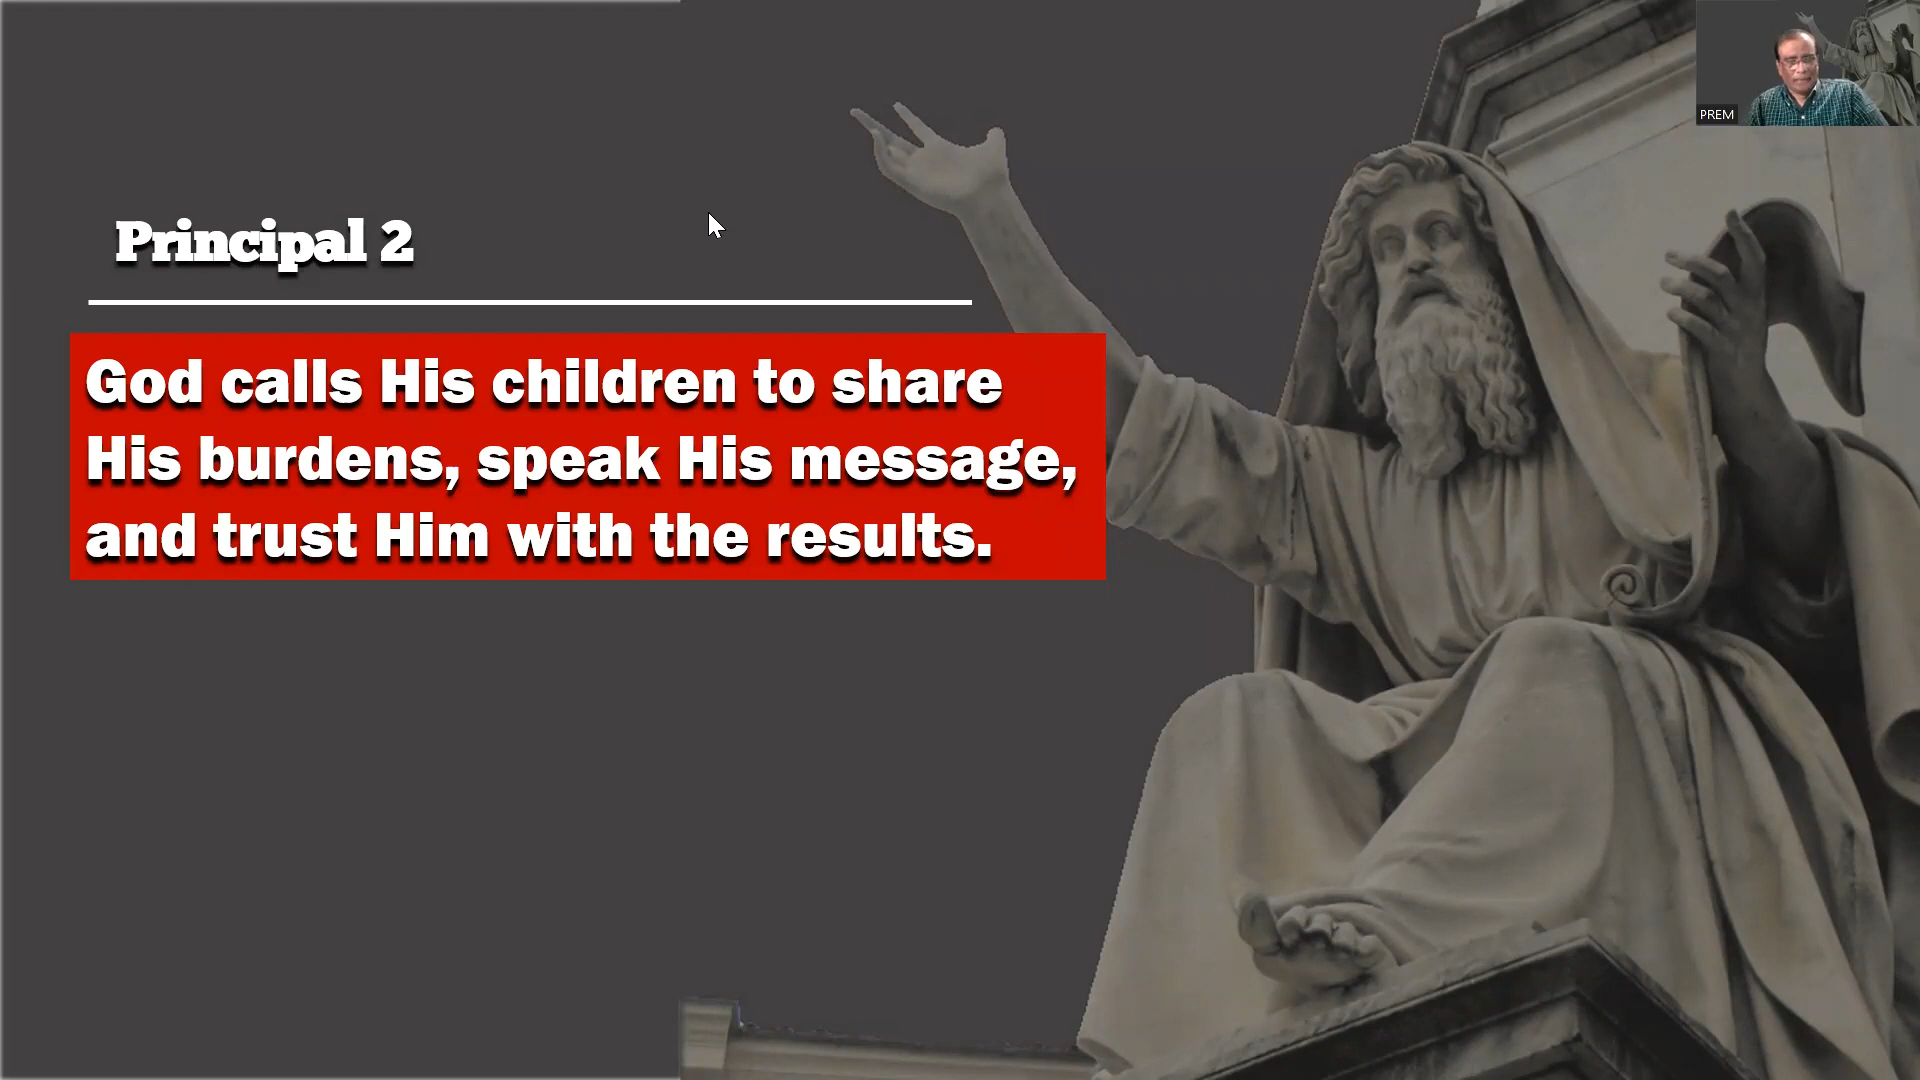 PREM
Principal 2
God calls His children to share
His burdens, speak His message,
and trust Him with the results.